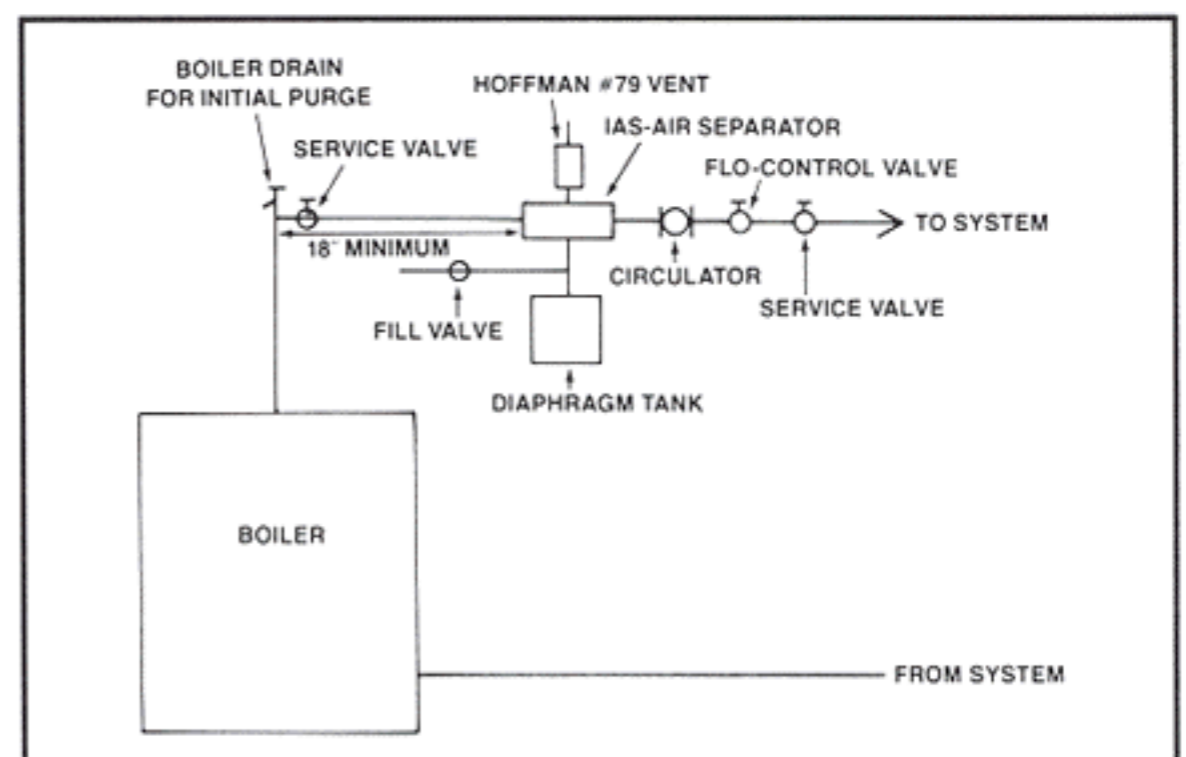 BOILER DRAIN
FOR INITIAL PURGE
HOFFMAN #79 VENT
IAS-AIR SEPARATOR
SERVICE VALVE
FLO-CONTROL VALVE
TO SYSTEM
18" MINIMUM
CIRCULATOR
SERVICE VALVE
FILL VALVE
DIAPHRAGM TANK
BOILER
FROM SYSTEM